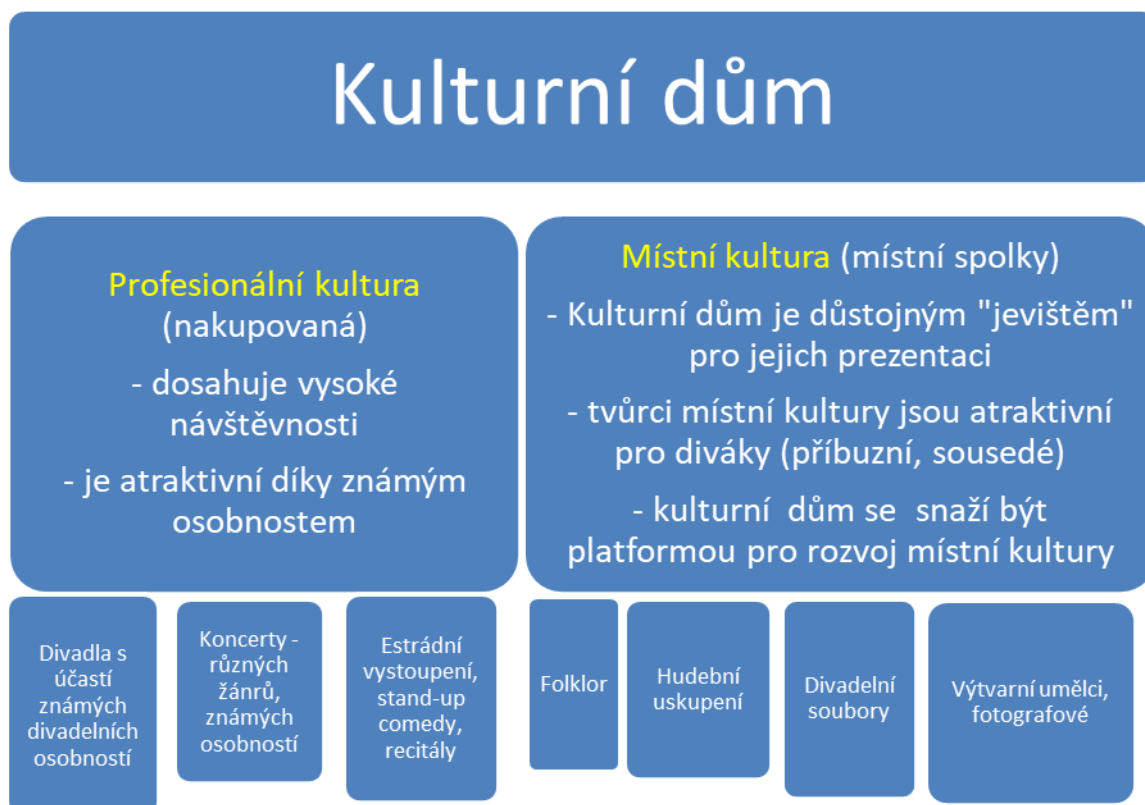 Kulturní dům
Profesionální kultura
(nakupovaná)
- dosahuje vysoké
návštěvnosti
- je atraktivní díky známým
osobnostem
Místní kultura (místní spolky)
- Kulturní dům je důstojným "jevištěm"
pro jejich prezentaci
- tvůrci místní kultury jsou atraktivní
pro diváky (příbuzní, sousedé)
- kulturní  dům se  snaží být
platformou pro rozvoj místní kultury
Divadla s
účastí
známých
divadelních
osobností
Koncerty -
různých
žánrů,
známých
osobností
Estrádní
vystoupení,
stand-up
comedy,
recitály
Folklor
Hudební
uskupení
Divadelní
soubory
Výtvarní umělci,
fotografové